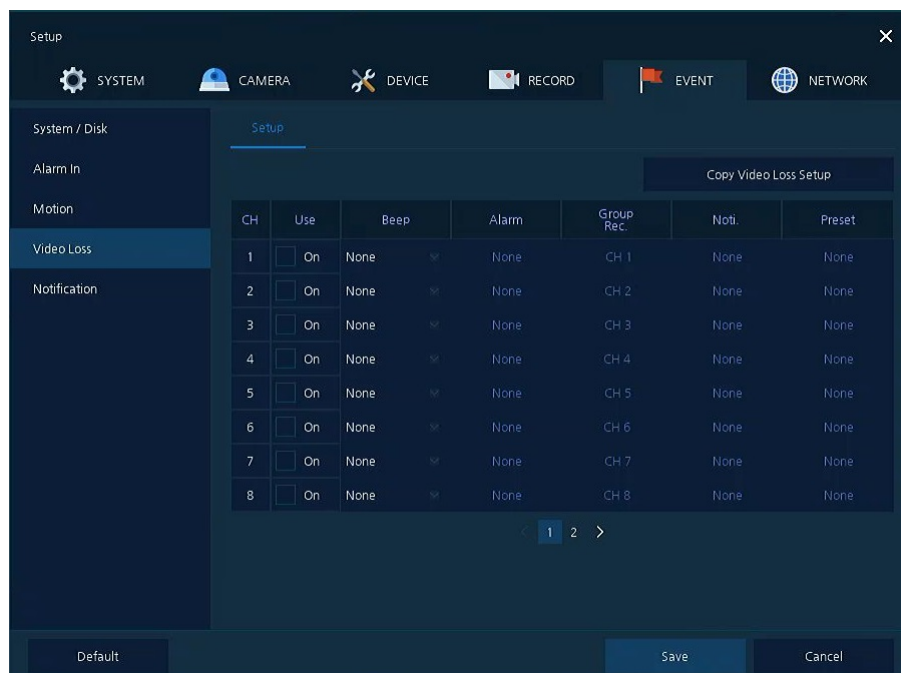 Setup
SYSTEM CAMERA DEVICE RECORD EVENT NETWORK
System / Disk
Alarm In
Motion
Video Loss
Notification
Setup
Copy Video Loss Setup
CH Use Beep Alarm Group Rec. Noti. Preset
1 On None None CH 1 None None
2 On None None CH 2 None None
3 On None None CH 3 None None
4 On None None CH 4 None None
5 On None None CH 5 None None
6 On None None CH 6 None None
7 On None None CH 7 None None
8 On None None CH 8 None None
< 1 2 >
Default Save Cancel